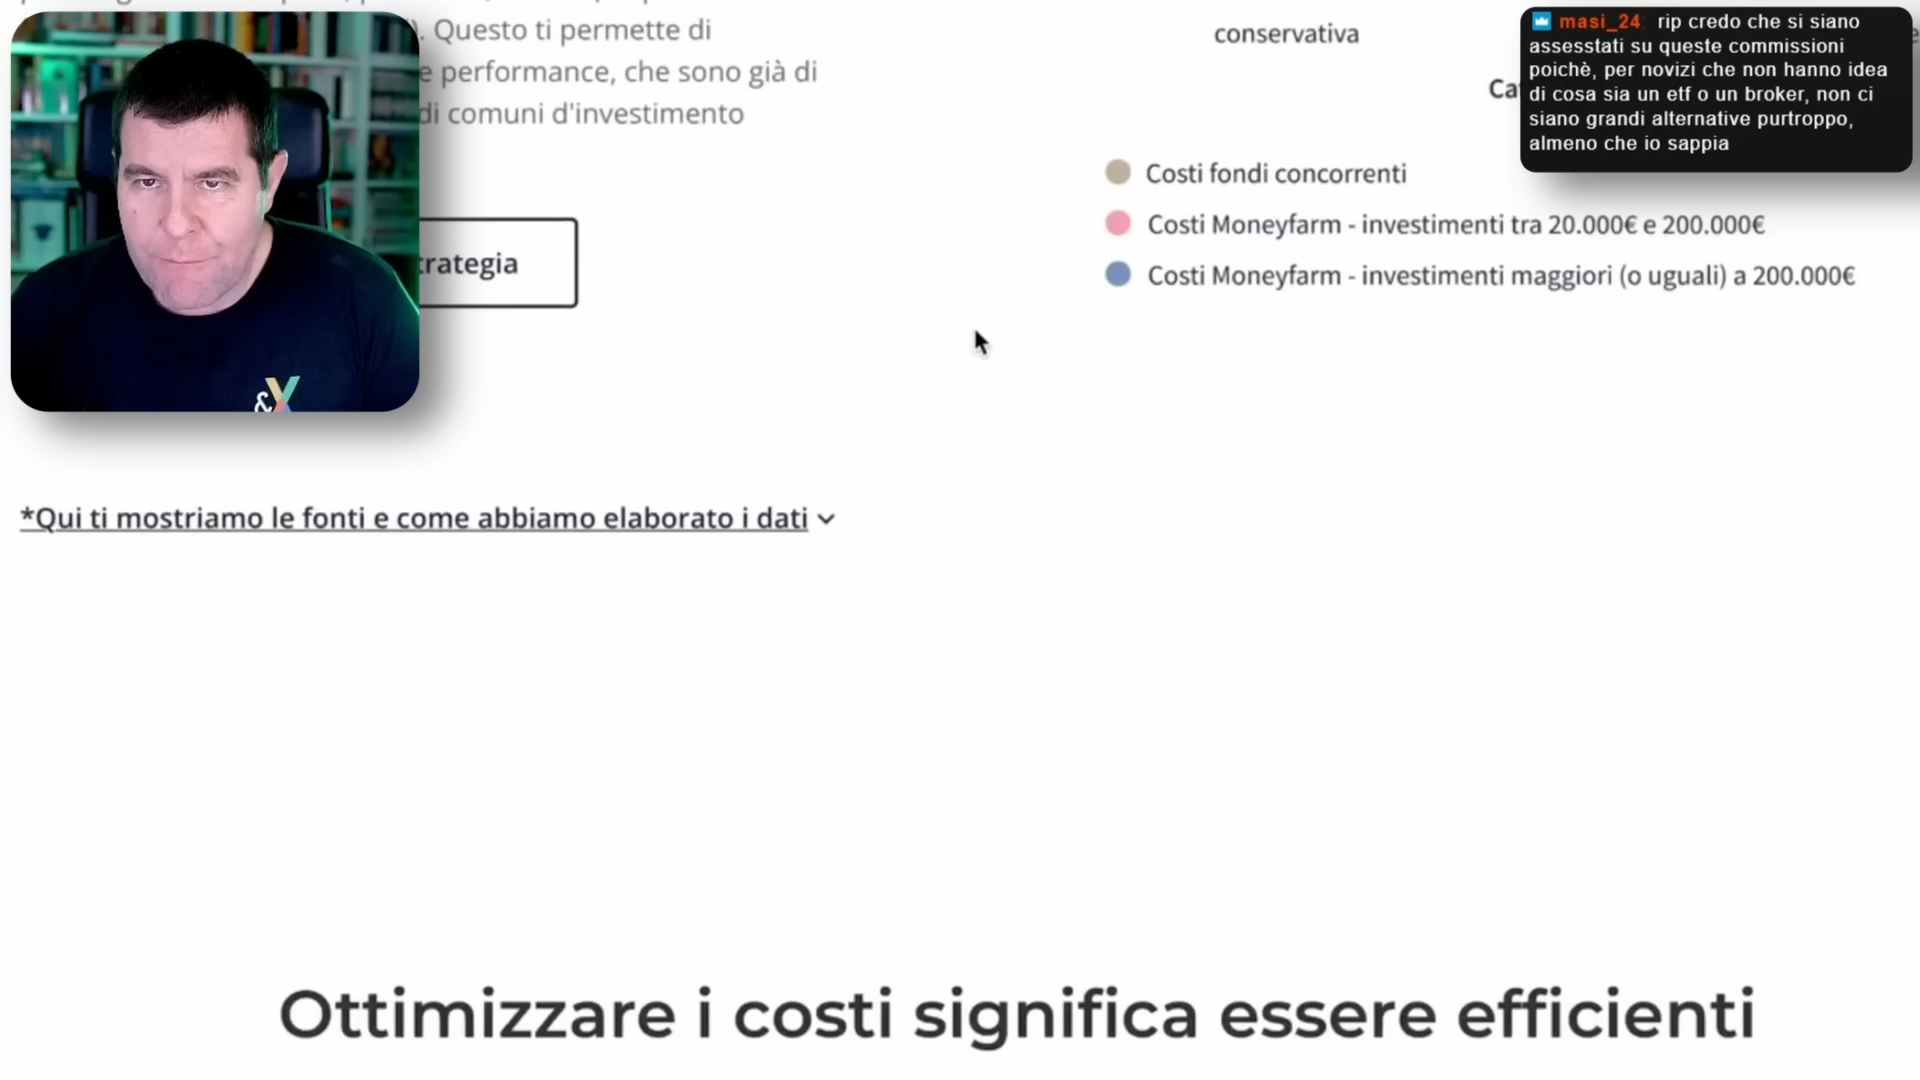 . Questo ti permette di
e performance, che sono già di
di comuni d'investimento
trategia
&X
*Qui ti mostriamo le fonti e come abbiamo elaborato i dati
conservativa
Costi fondi concorrenti
Costi Moneyfarm - investimenti tra 20.000€ e 200.000€
Costi Moneyfarm - investimenti maggiori (o uguali) a 200.000€
masi_24 rip credo che si siano
assesstati su queste commissioni
poichè, per novizi che non hanno idea
di cosa sia un etf o un broker, non ci
siano grandi alternative purtroppo,
almeno che io sappia
Ottimizzare i costi significa essere efficienti